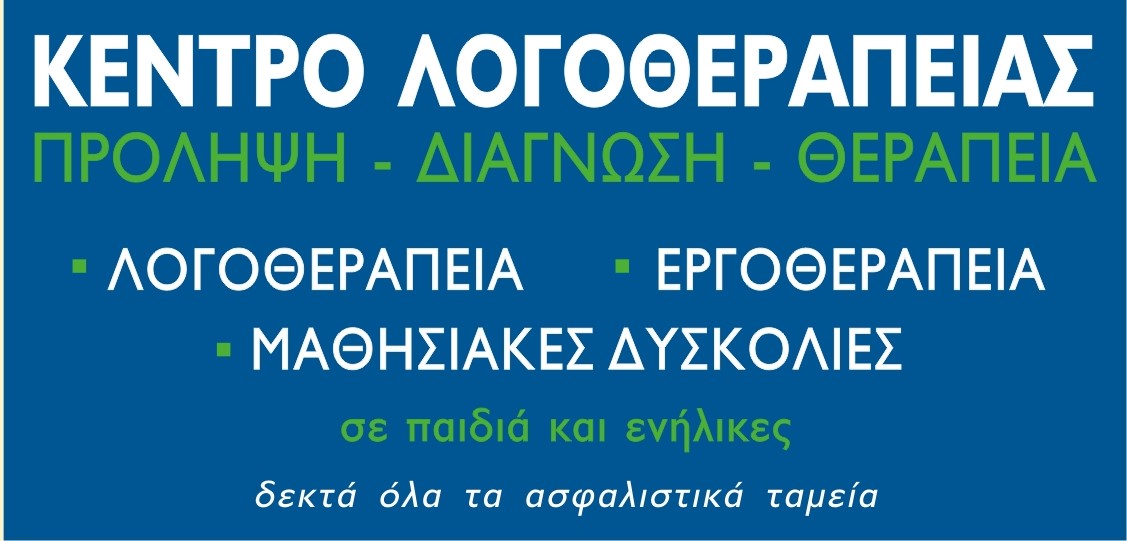 ΚΕΝΤΡΟ ΛΟΓΟΘΕΡΑΠΕΙΑΣ
ΠΡΟΛΗΨΗ - ΔΙΑΓΝΩΣΗ - ΘΕΡΑΠΕΙΑ
▪ ΛΟΓΟΘΕΡΑΠΕΙΑ ▪ ΕΡΓΟΘΕΡΑΠΕΙΑ
▪ ΜΑΘΗΣΙΑΚΕΣ ΔΥΣΚΟΛΙΕΣ
σε παιδιά και ενήλικες
δεκτά όλα τα ασφαλιστικά ταμεία